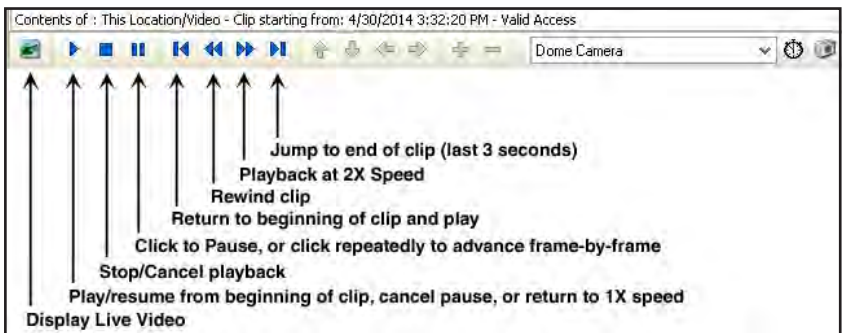 Contents of : This Location/Video - Clip starting from: 4/30/2014 3:32:20 PM - Valid Access
Dome Camera
Jump to end of clip (last 3 seconds)
Playback at 2X Speed
Rewind clip
Return to beginning of clip and play
Click to Pause, or click repeatedly to advance frame-by-frame
Stop/Cancel playback
Play/resume from beginning of clip, cancel pause, or return to 1X speed
Display Live Video